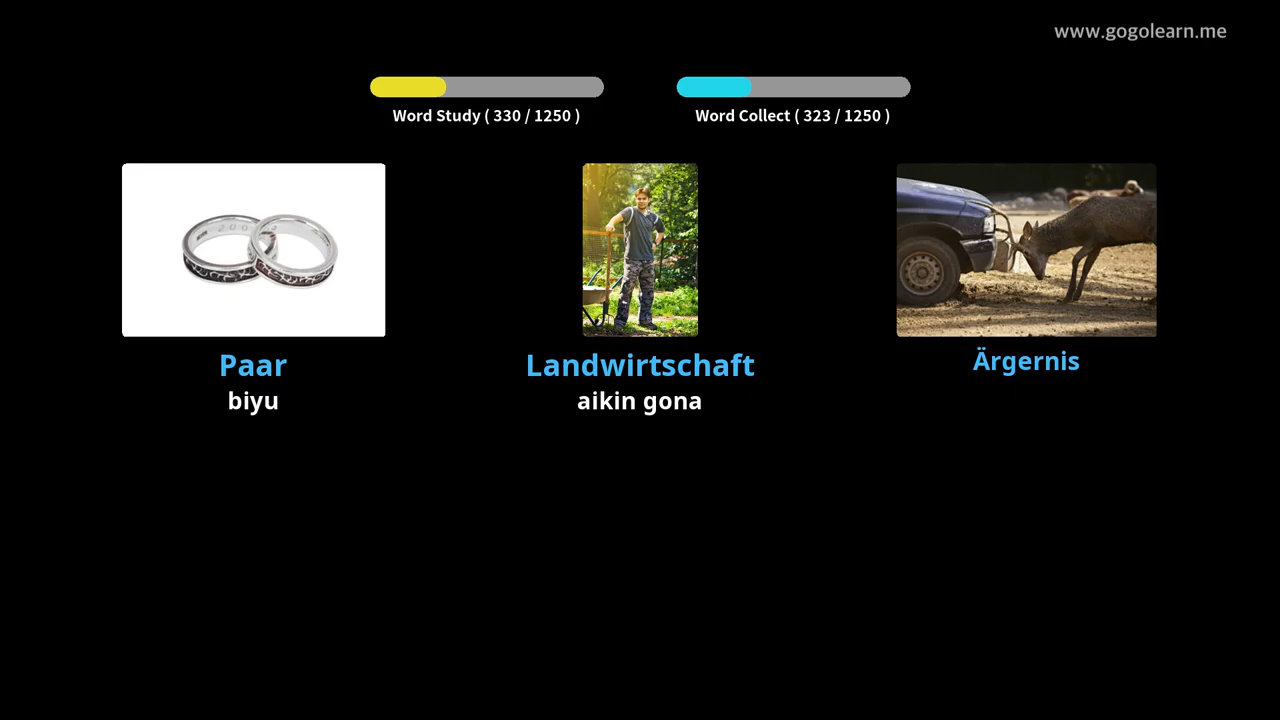 www.gogolearn.me
Word Study ( 330 / 1250 )
Word Collect ( 323 / 1250 )
Paar
biyu
Landwirtschaft
aikin gona
Ärgernis